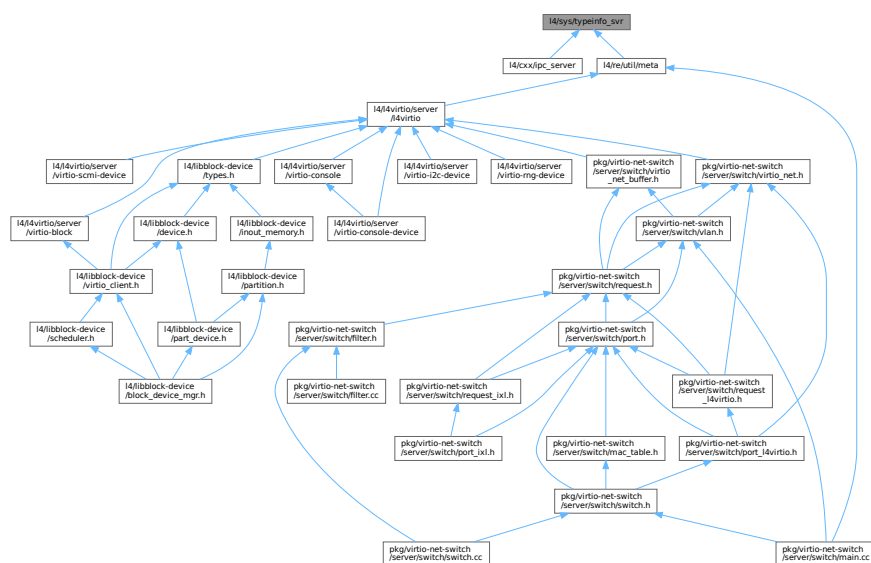 l4/sys/typeinfo_svr
l4/cxx/ipc_server
l4/re/util/meta
l4/l4virtio/server
/l4virtio
l4/l4virtio/server
/virtio-scmi-device
l4/libblock-device
/types.h
l4/l4virtio/server
/virtio-console
l4/l4virtio/server
/virtio-i2c-device
l4/l4virtio/server
/virtio-rng-device
pkg/virtio-net-switch
/server/switch/virtio
_net_buffer.h
pkg/virtio-net-switch
/server/switch/virtio_net.h
l4/l4virtio/server
/virtio-block
l4/libblock-device
/device.h
l4/libblock-device
/inout_memory.h
l4/l4virtio/server
/virtio-console-device
pkg/virtio-net-switch
/server/switch/vlan.h
l4/libblock-device
/virtio_client.h
l4/libblock-device
/partition.h
pkg/virtio-net-switch
/server/switch/request.h
l4/libblock-device
/scheduler.h
l4/libblock-device
/part_device.h
pkg/virtio-net-switch
/server/switch/filter.h
pkg/virtio-net-switch
/server/switch/port.h
l4/libblock-device
/block_device_mgr.h
pkg/virtio-net-switch
/server/switch/filter.cc
pkg/virtio-net-switch
/server/switch/request_ixl.h
pkg/virtio-net-switch
/server/switch/request
_l4virtio.h
pkg/virtio-net-switch
/server/switch/port_ixl.h
pkg/virtio-net-switch
/server/switch/mac_table.h
pkg/virtio-net-switch
/server/switch/port_l4virtio.h
pkg/virtio-net-switch
/server/switch/switch.h
pkg/virtio-net-switch
/server/switch/switch.cc
pkg/virtio-net-switch
/server/switch/main.cc